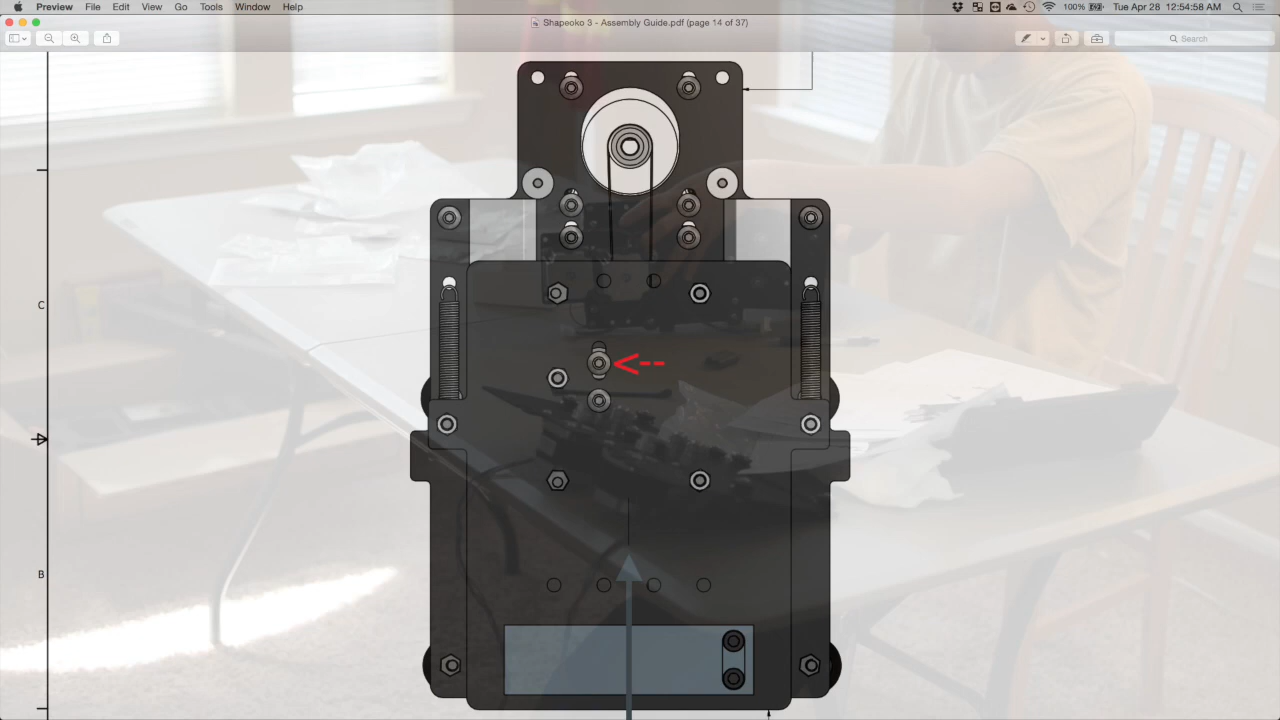 Preview File Edit View Go Tools Window Help 100% Tue Apr 28 12:54:58 AM
Shapeoko 3 - Assembly Guide.pdf (page 14 of 37)
Search
C
<--
B